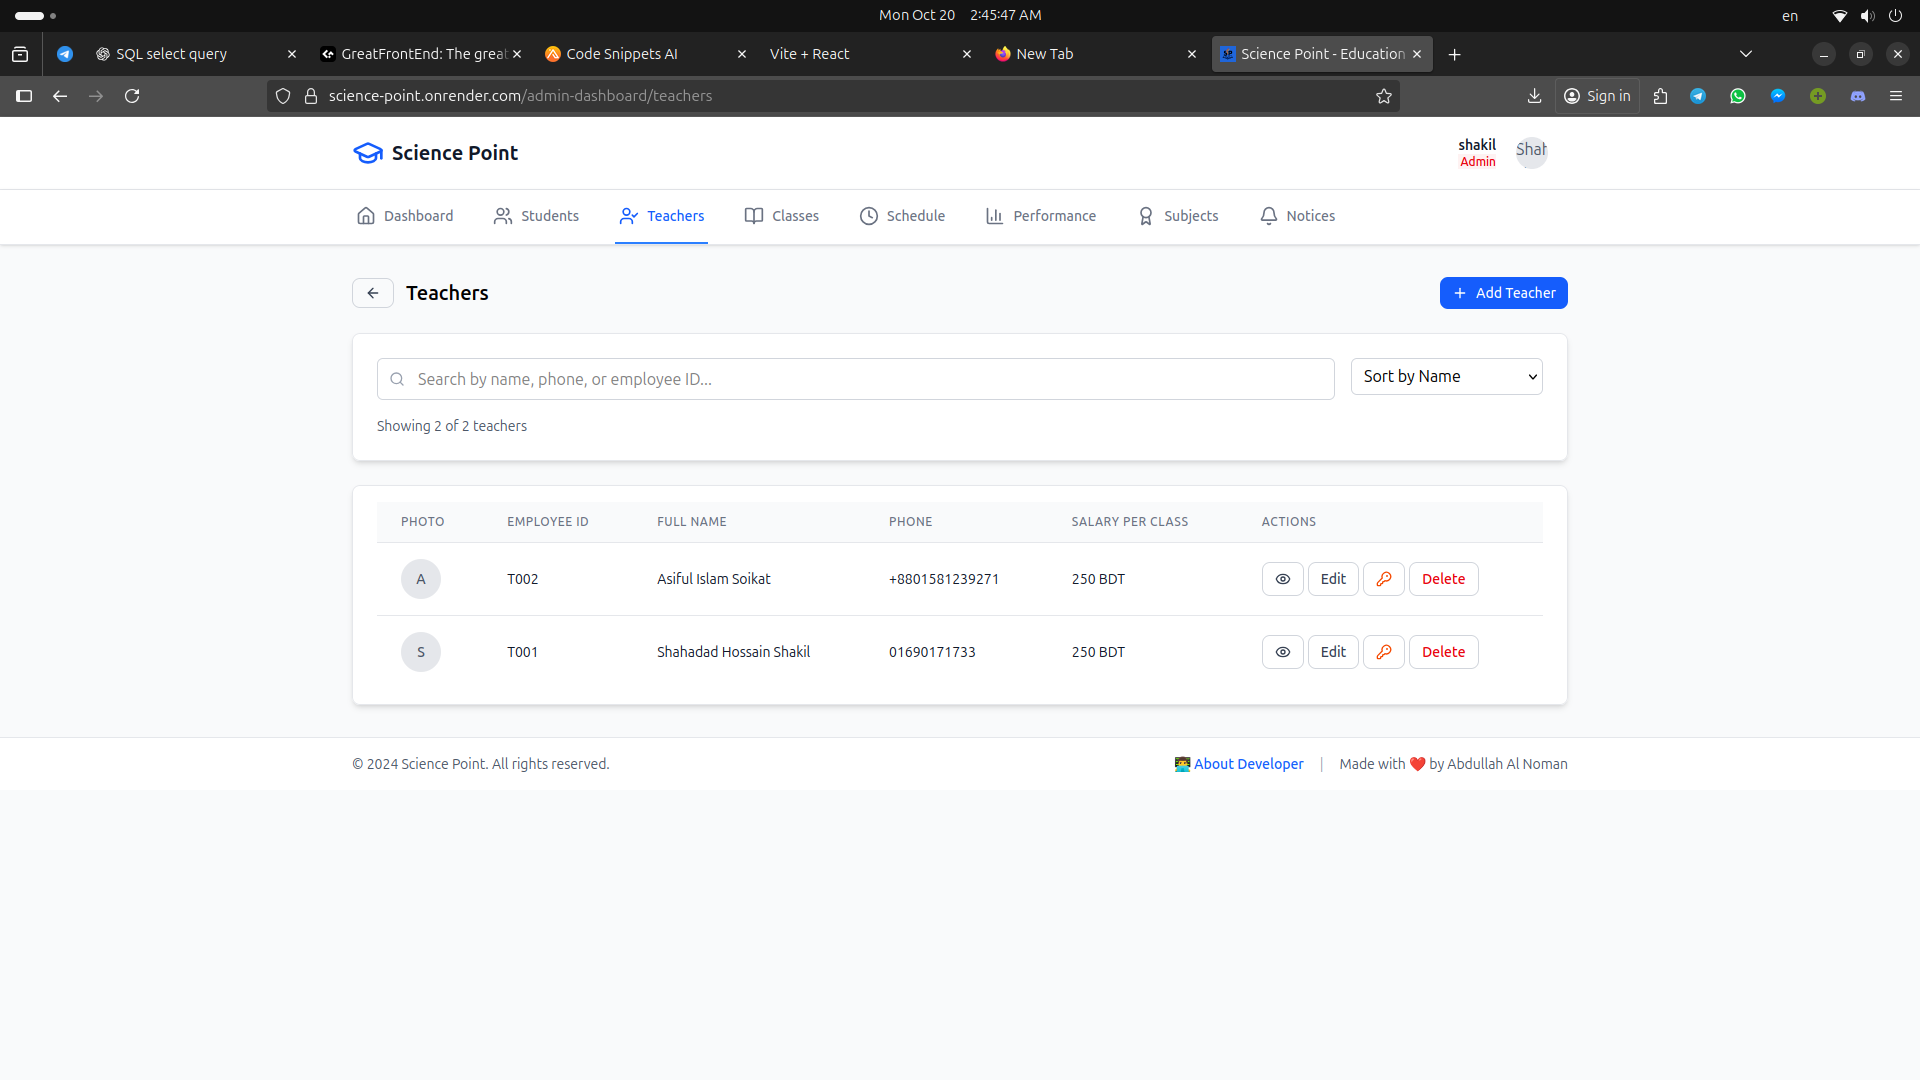 Mon Oct 20 2:45:47 AM
en
SQL select query
GreatFrontEnd: The great
Code Snippets AI
Vite + React
New Tab
Science Point - Education
science-point.onrender.com/admin-dashboard/teachers
Sign in
Science Point
shakil
Admin
Shah
Dashboard
Students
Teachers
Classes
Schedule
Performance
Subjects
Notices
Teachers
+ Add Teacher
Search by name, phone, or employee ID...
Sort by Name
Showing 2 of 2 teachers
PHOTO EMPLOYEE ID FULL NAME PHONE SALARY PER CLASS ACTIONS
A T002 Asiful Islam Soikat +8801581239271 250 BDT Edit Delete
S T001 Shahadad Hossain Shakil 01690171733 250 BDT Edit Delete
© 2024 Science Point. All rights reserved.
👨‍💻 About Developer | Made with ❤️ by Abdullah Al Noman